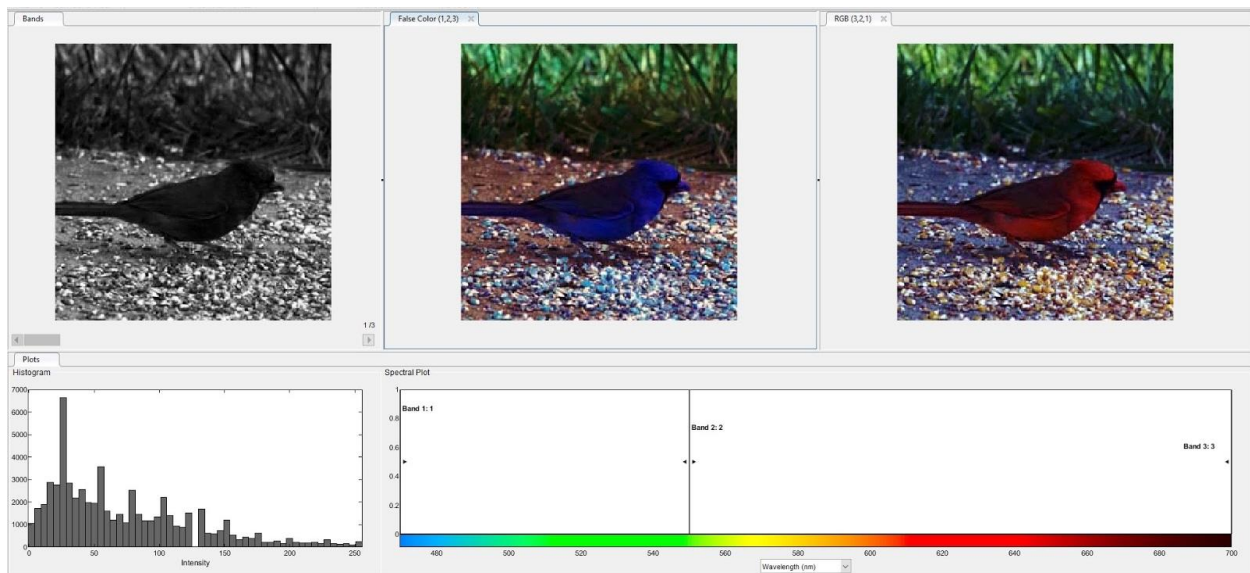 Bands
False Color (1,2,3)
RGB (3,2,1)
1 /3
Plots
Histogram
7000
6000
5000
4000
3000
2000
1000
0
0 50 100 150 200 250
Intensity
Spectral Plot
1
0.8
0.6
0.4
0.2
0
Band 1: 1
Band 2: 2
Band 3: 3
480 500 520 540 560 580 600 620 640 660 680 700
Wavelength (nm)